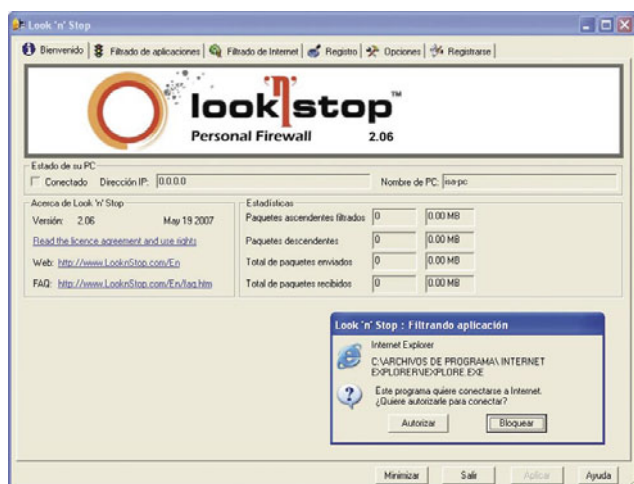 Look 'n' Stop
Bienvenido Filtrado de aplicaciones Filtrado de Internet Registro Opciones Registrarse
look'n'stop™
Personal Firewall 2.06
Estado de su PC
Conectado Dirección IP: 0.0.0.0 Nombre de PC: isa-pc
Acerca de Look 'n' Stop
Versión: 2.06 May 19 2007
Read the licence agreement and use rights
Web: http://www.LooknStop.com/En
FAQ: http://www.LooknStop.com/En/faq.htm
Estadísticas
Paquetes ascendentes filtrados 0 0.00 MB
Paquetes descendentes 0 0.00 MB
Total de paquetes enviados 0 0.00 MB
Total de paquetes recibidos 0 0.00 MB
Look 'n' Stop : Filtrando aplicación
Internet Explorer
C:\ARCHIVOS DE PROGRAMA\INTERNET
EXPLORER\IEXPLORE.EXE
Este programa quiere conectarse a Internet.
¿Quiere autorizarle para conectar?
Autorizar Bloquear
Minimizar Salir Aplicar Ayuda